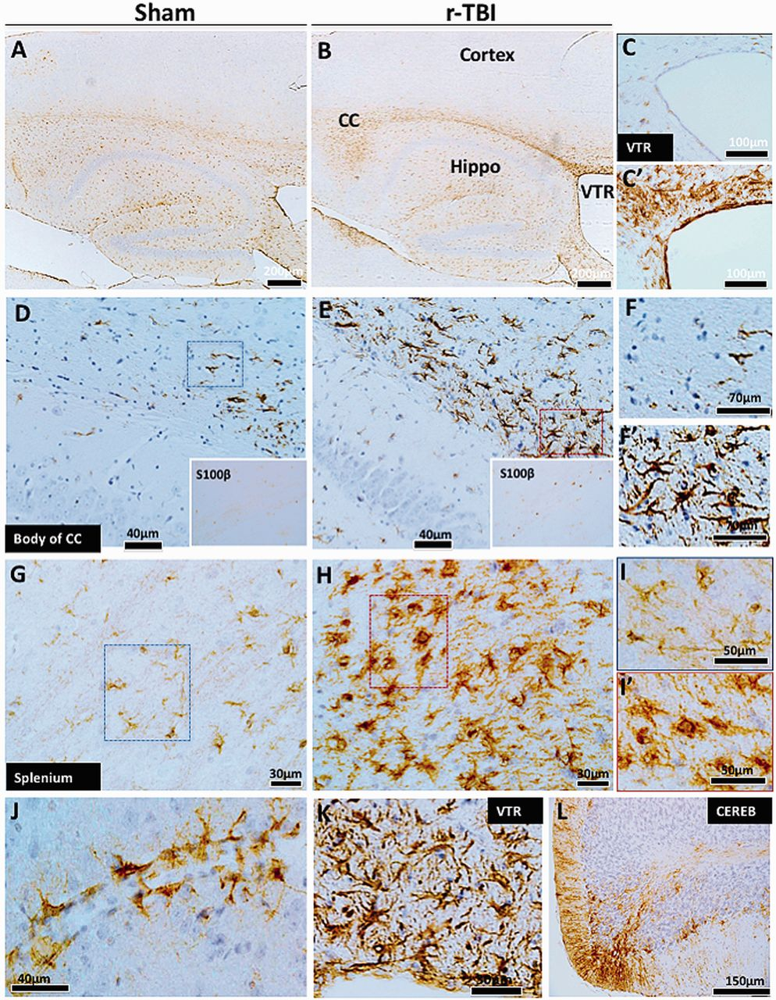 Sham
r-TBI
A
200μm
B
Cortex
CC
Hippo
VTR
200μm
C
VTR
100μm
C'
100μm
D
S100β
Body of CC
40μm
E
S100β
40μm
F
70μm
F'
70μm
G
Splenium
30μm
H
30μm
I
50μm
I'
50μm
J
40μm
K
VTR
L
CEREB
150μm